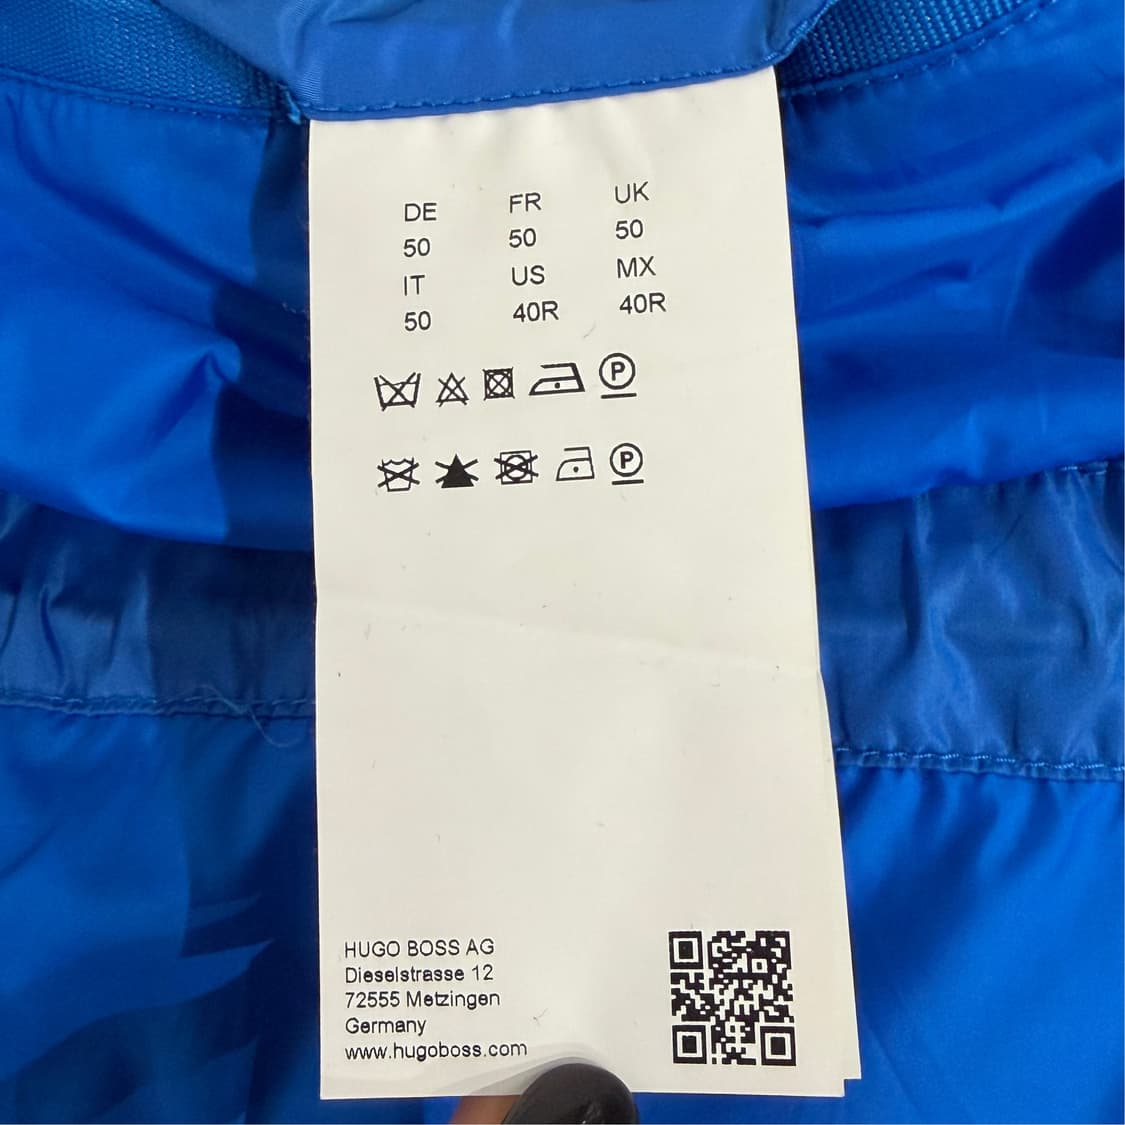 DE FR UK
50 50 50
IT US MX
50 40R 40R
P
P
HUGO BOSS AG
Dieselstrasse 12
72555 Metzingen
Germany
www.hugoboss.com